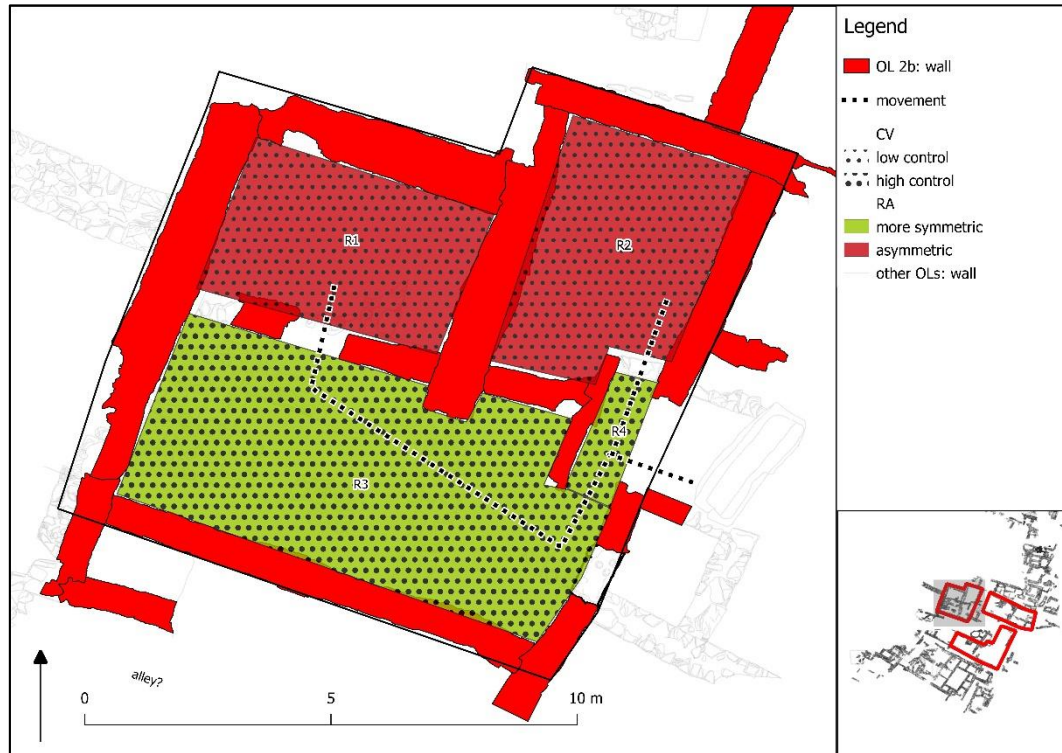 R1
R2
R4
R3
alley?
0
5
10 m
Legend
OL 2b: wall
movement
CV
low control
high control
RA
more symmetric
asymmetric
other OLs: wall